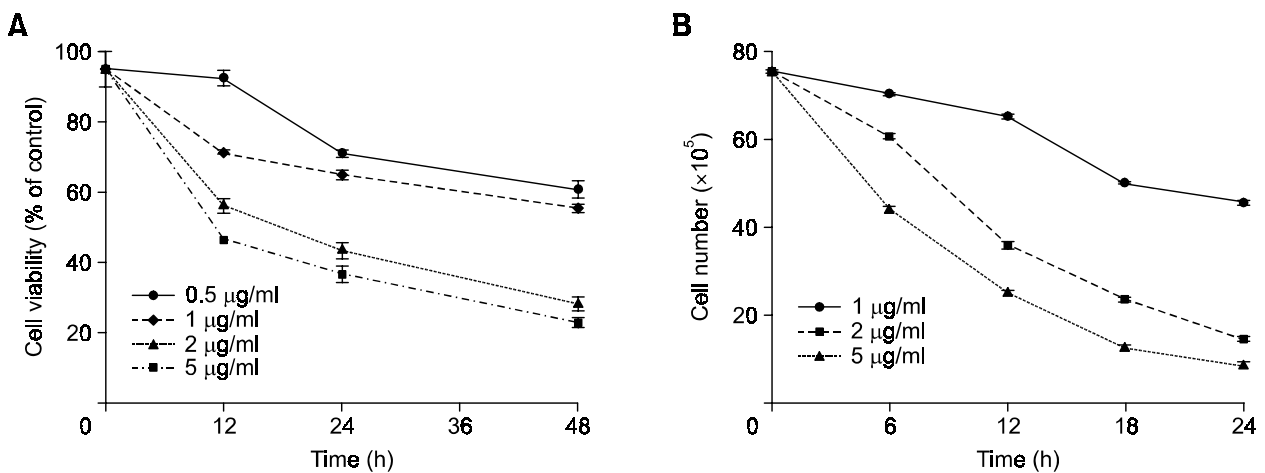 A
Cell viability (% of control)
100
80
60
40
20
0
12
24
36
48
Time (h)
0.5 μg/ml
1 μg/ml
2 μg/ml
5 μg/ml
B
Cell number (×10⁵)
80
60
40
20
0
6
12
18
24
Time (h)
1 μg/ml
2 μg/ml
5 μg/ml